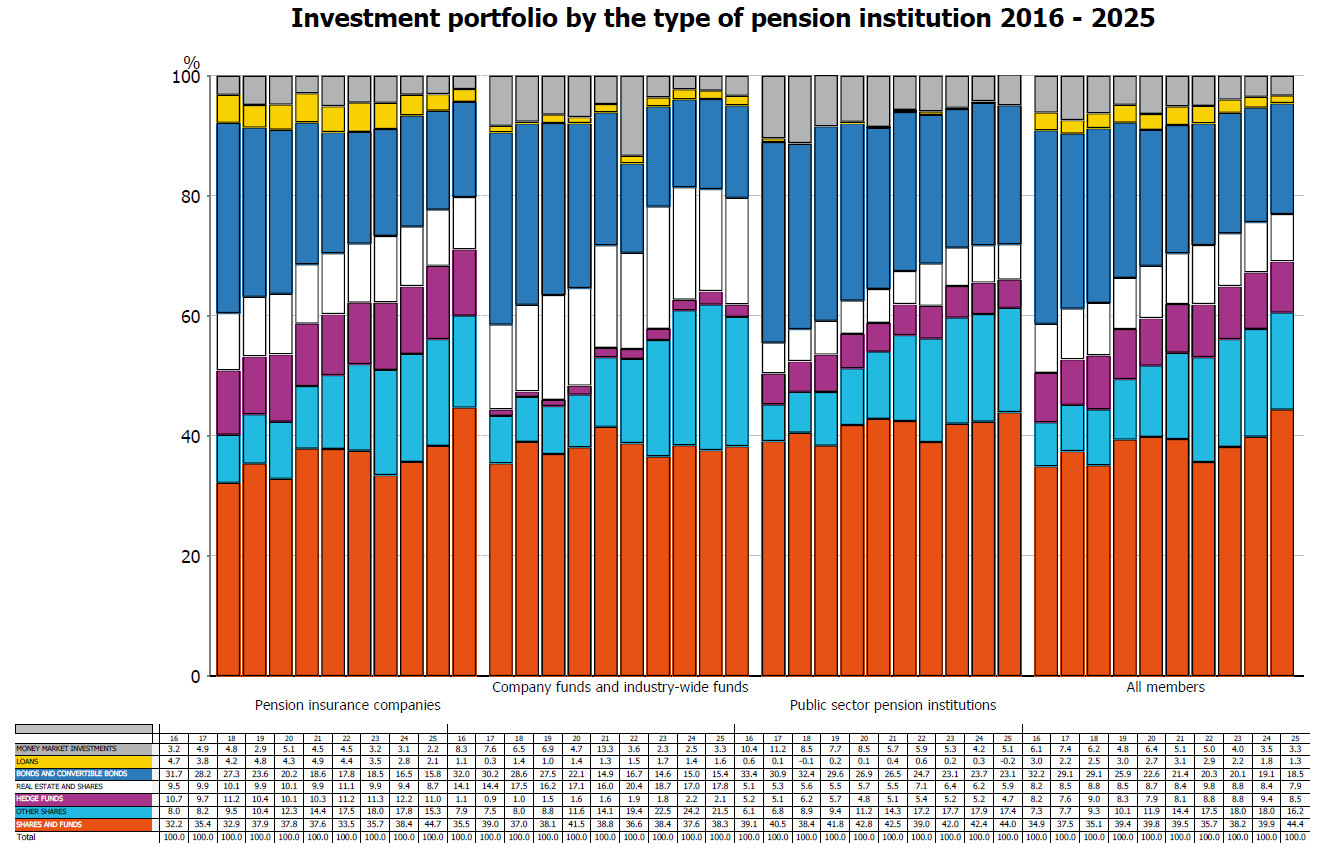 Investment portfolio by the type of pension institution 2016 - 2025
%
100
80
60
40
20
0
Company funds and industry-wide funds All members
Pension insurance companies Public sector pension institutions
16 17 18 19 20 21 22 23 24 25 16 17 18 19 20 21 22 23 24 25 16 17 18 19 20 21 22 23 24 25 16 17 18 19 20 21 22 23 24 25
MONEY MARKET INVESTMENTS 3.2 4.9 4.8 2.9 5.1 4.5 4.5 3.2 3.1 2.2 8.3 7.6 6.5 6.9 4.7 13.3 3.6 2.3 2.5 3.3 10.4 11.2 8.5 7.7 8.5 5.7 5.9 5.3 4.2 5.1 6.1 7.4 6.2 4.8 6.4 5.1 5.0 4.0 3.5 3.3
LOANS 4.7 3.8 4.2 4.8 4.3 4.9 4.4 3.5 2.8 2.1 1.1 0.3 1.4 1.0 1.4 1.3 1.5 1.7 1.4 1.6 0.6 0.1 -0.1 0.2 0.1 0.4 0.6 0.2 0.3 -0.2 3.0 2.2 2.5 3.0 2.7 3.1 2.9 2.2 1.8 1.3
BONDS AND CONVERTIBLE BONDS 31.7 28.2 27.3 23.6 20.2 18.6 17.8 18.5 16.5 15.8 32.0 30.2 28.6 27.5 22.1 14.9 16.7 14.6 15.0 15.4 33.4 30.9 32.4 29.6 26.9 26.5 24.7 23.1 23.7 23.1 32.2 29.1 29.1 25.9 22.6 21.4 20.3 20.1 19.1 18.5
REAL ESTATE AND SHARES 9.5 9.9 10.1 9.9 10.1 9.9 11.1 9.9 9.4 8.7 14.1 14.4 17.5 16.2 17.1 16.0 20.4 18.7 17.0 17.8 5.1 5.3 5.6 5.5 5.7 5.5 7.1 6.4 6.2 5.9 8.2 8.5 8.8 8.5 8.7 8.4 9.8 8.8 8.4 7.9
HEDGE FUNDS 10.7 9.7 11.2 10.4 10.1 10.3 11.2 11.3 12.2 11.0 1.1 0.9 1.0 1.5 1.6 1.6 1.9 1.8 2.2 2.1 5.2 5.1 6.2 5.7 4.8 5.1 5.4 5.2 5.2 4.7 8.2 7.6 9.0 8.3 7.9 8.1 8.8 8.8 9.4 8.5
OTHER SHARES 8.0 8.2 9.5 10.4 12.3 14.4 17.5 18.0 17.8 15.3 7.9 7.5 8.0 8.8 11.6 14.1 19.4 22.5 24.2 21.5 6.1 6.8 8.9 9.4 11.2 14.3 17.2 17.7 17.9 17.4 7.3 7.7 9.3 10.1 11.9 14.4 17.5 18.0 18.0 16.2
SHARES AND FUNDS 32.2 35.4 32.9 37.9 37.8 37.6 33.5 35.7 38.4 44.7 35.5 39.0 37.0 38.1 41.5 38.8 36.6 38.4 37.6 38.3 39.1 40.5 38.4 41.8 42.8 42.5 39.0 42.0 42.4 44.0 34.9 37.5 35.1 39.4 39.8 39.5 35.7 38.2 39.9 44.4
Total 100.0 100.0 100.0 100.0 100.0 100.0 100.0 100.0 100.0 100.0 100.0 100.0 100.0 100.0 100.0 100.0 100.0 100.0 100.0 100.0 100.0 100.0 100.0 100.0 100.0 100.0 100.0 100.0 100.0 100.0 100.0 100.0 100.0 100.0 100.0 100.0 100.0 100.0 100.0 100.0